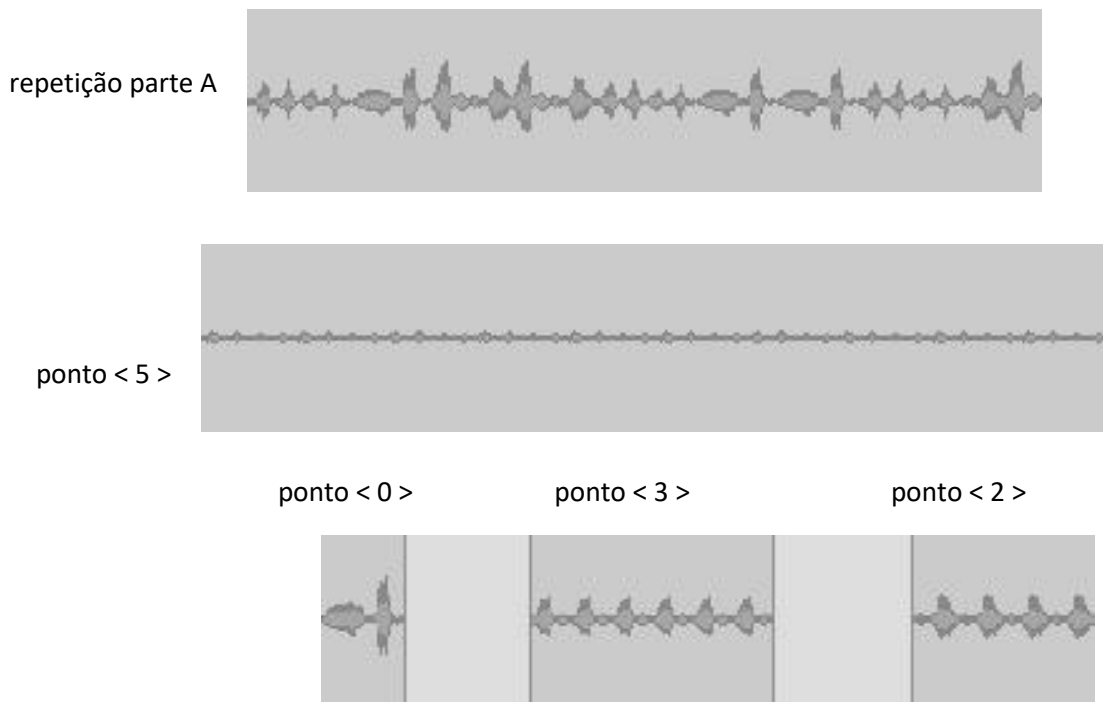 repetição parte A
ponto < 5 >
ponto < 0 > ponto < 3 > ponto < 2 >